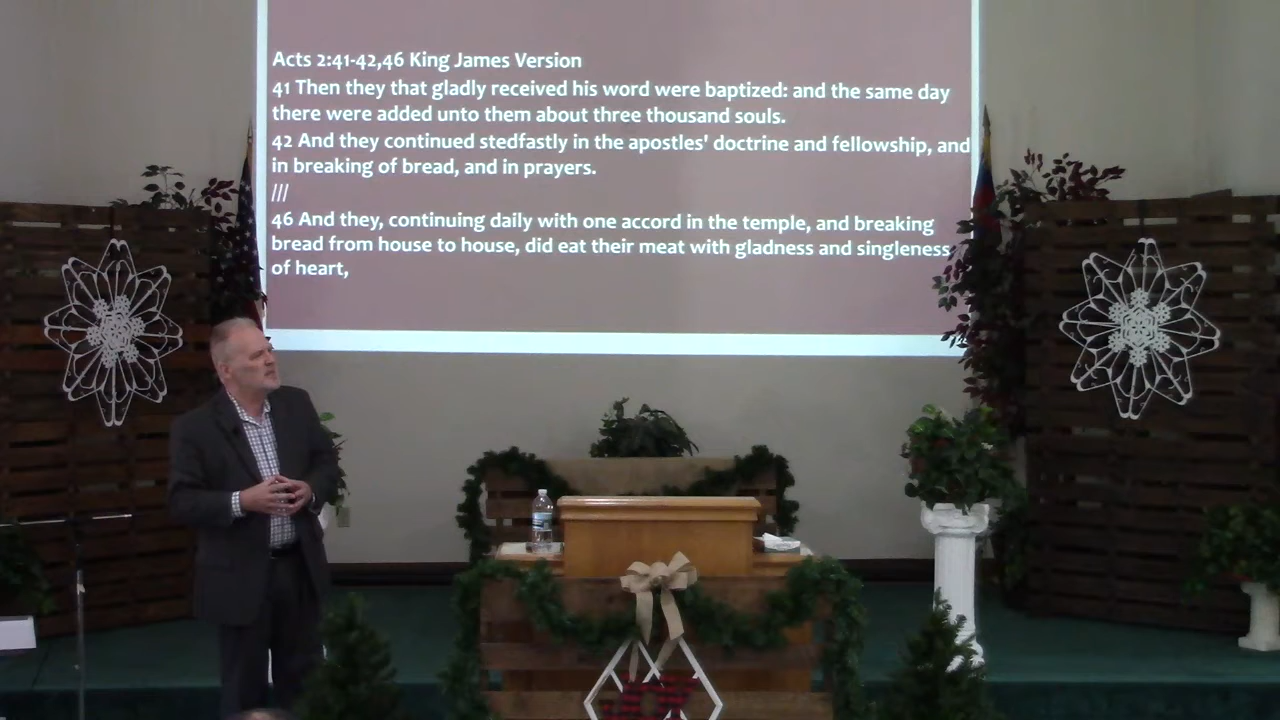 Acts 2:41-42,46 King James Version
41 Then they that gladly received his word were baptized: and the same day
there were added unto them about three thousand souls.
42 And they continued stedfastly in the apostles' doctrine and fellowship, and
in breaking of bread, and in prayers.
///
46 And they, continuing daily with one accord in the temple, and breaking
bread from house to house, did eat their meat with gladness and singleness
of heart,